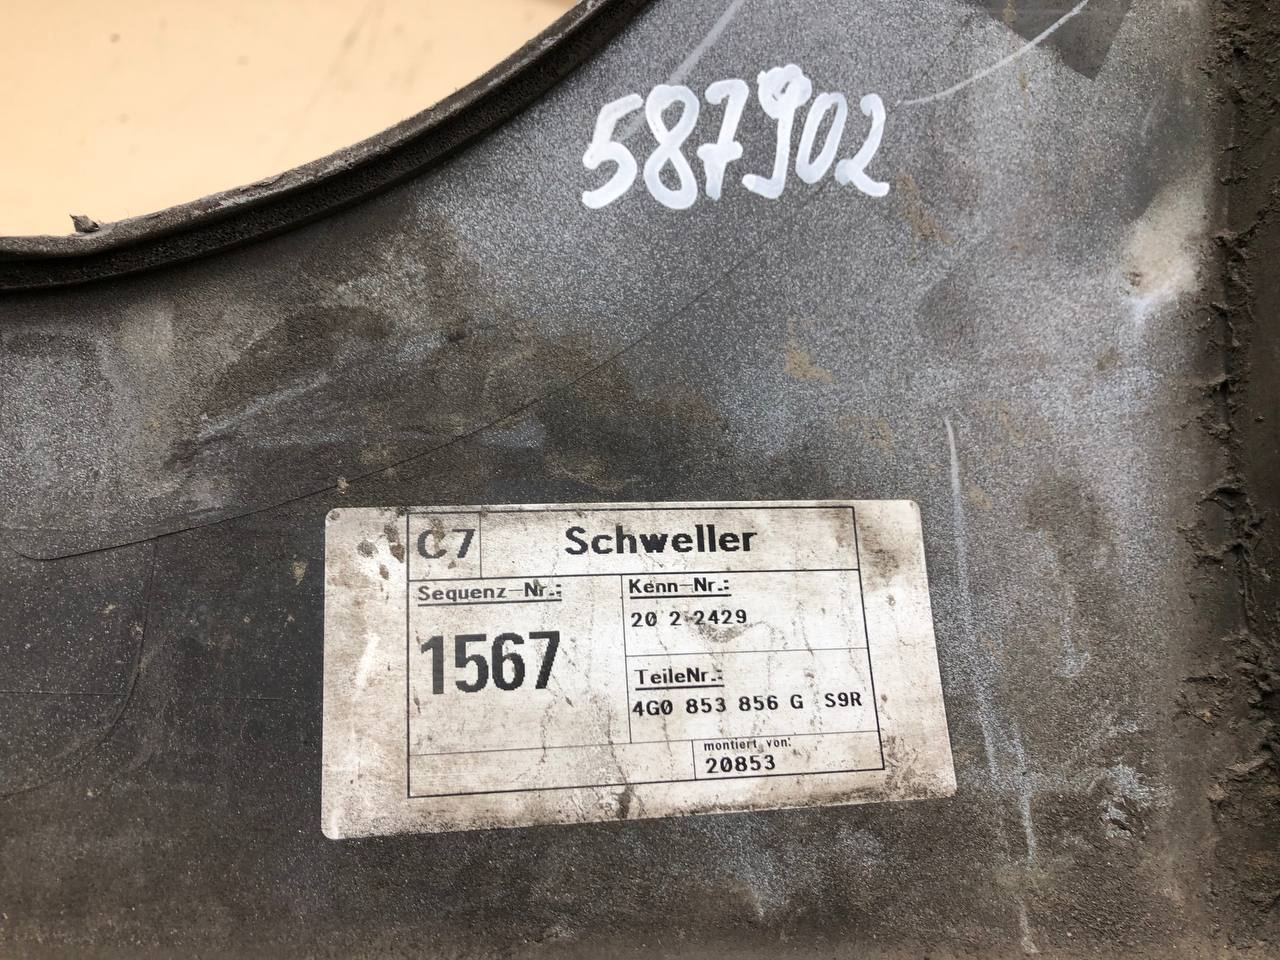 587902
C7 Schweller
Sequenz-Nr.:
1567
Kenn-Nr.:
20 2 2429
TeileNr.:
4G0 853 856 G S9R
montiert von:
20853